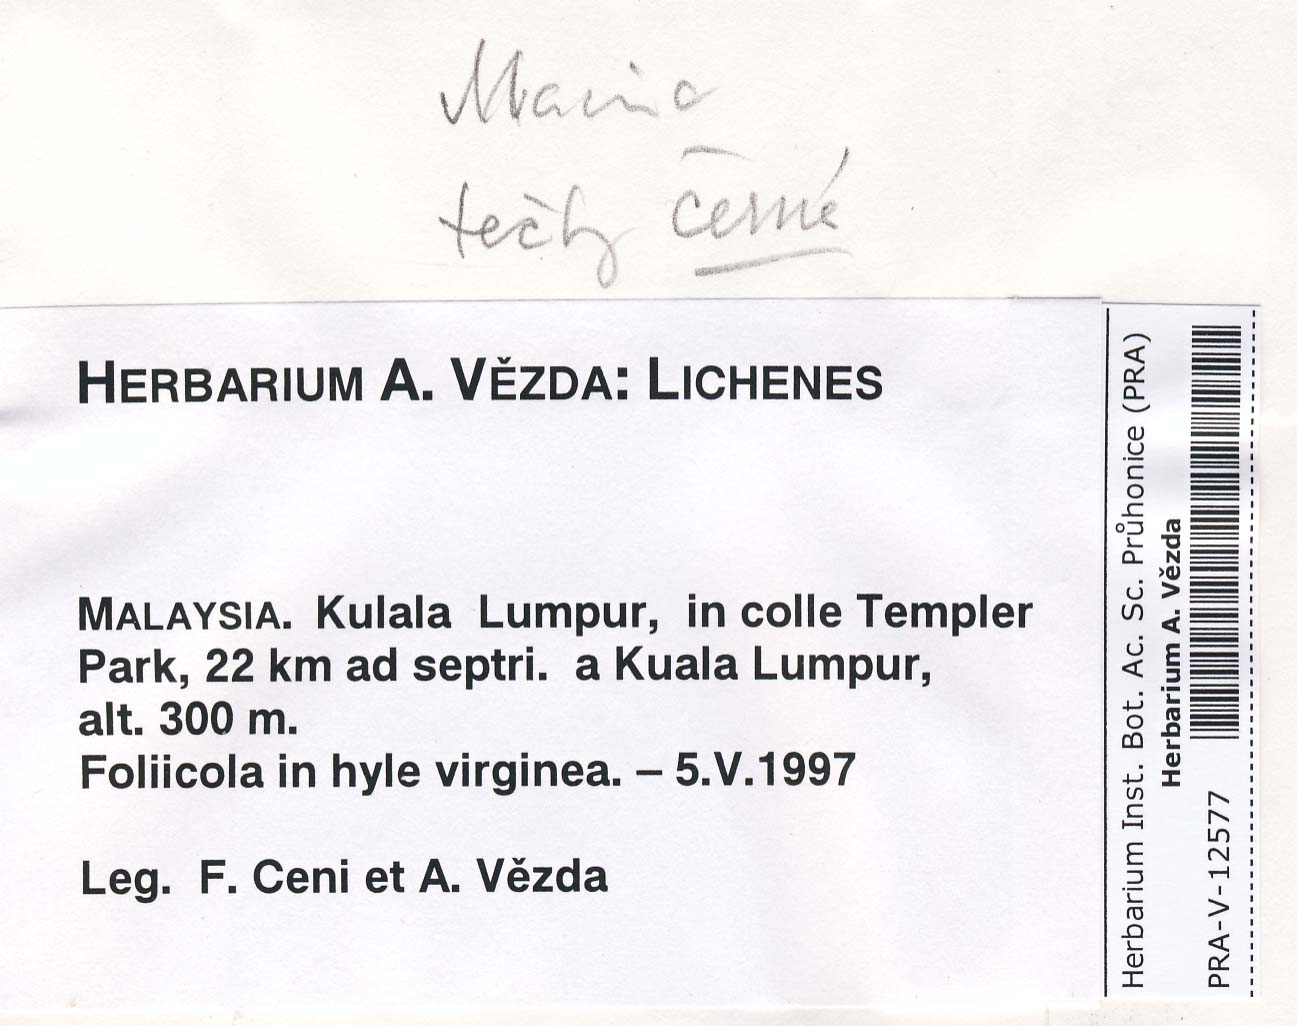 Mania
tečky černé
HERBARIUM A. VĚZDA: LICHENES
MALAYSIA. Kulala Lumpur, in colle Templer
Park, 22 km ad septri. a Kuala Lumpur,
alt. 300 m.
Foliicola in hyle virginea. – 5.V.1997
Leg. F. Ceni et A. Vězda
Herbarium Inst. Bot. Ac. Sc. Průhonice (PRA)
Herbarium A. Vězda
PRA-V-12577